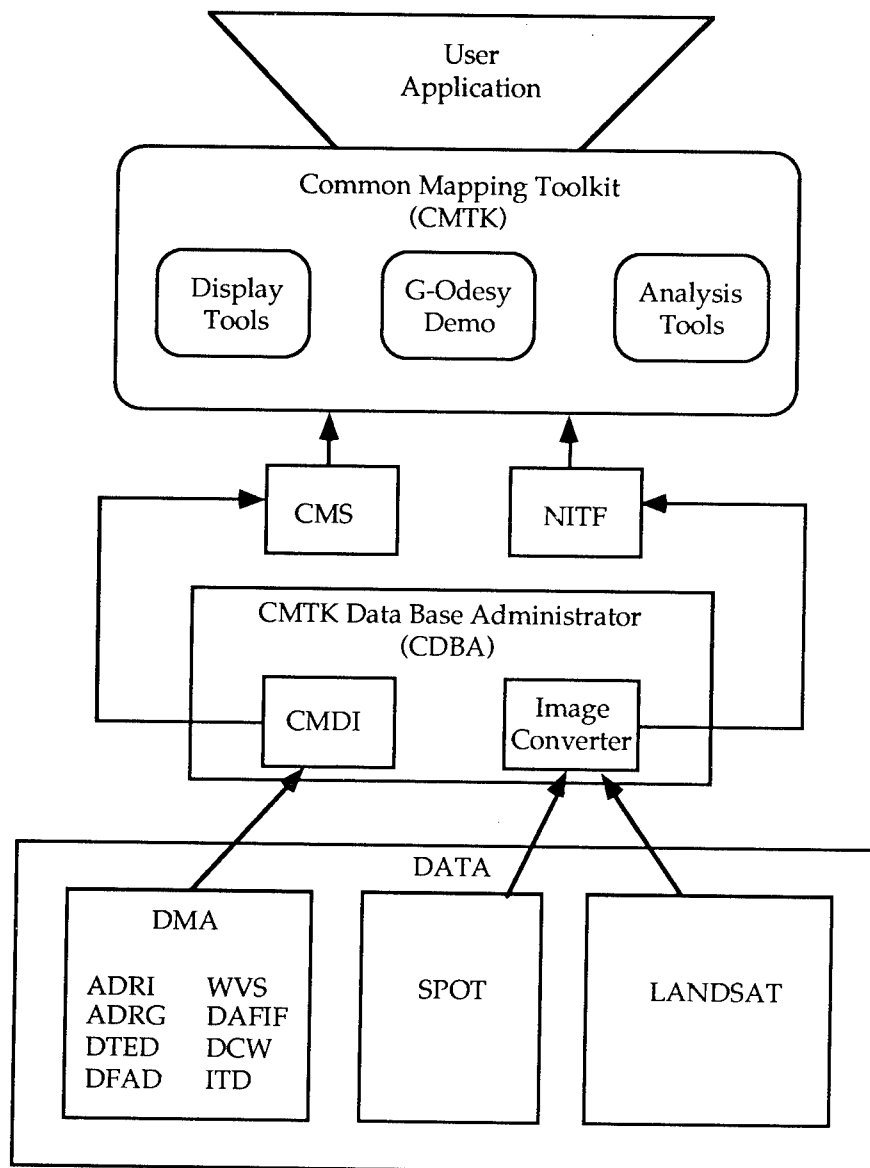 User
Application
Common Mapping Toolkit
(CMTK)
Display
Tools
G-Odesy
Demo
Analysis
Tools
CMS
NITF
CMTK Data Base Administrator
(CDBA)
CMDI
Image
Converter
DATA
DMA
ADRI WVS
ADRG DAFIF
DTED DCW
DFAD ITD
SPOT
LANDSAT